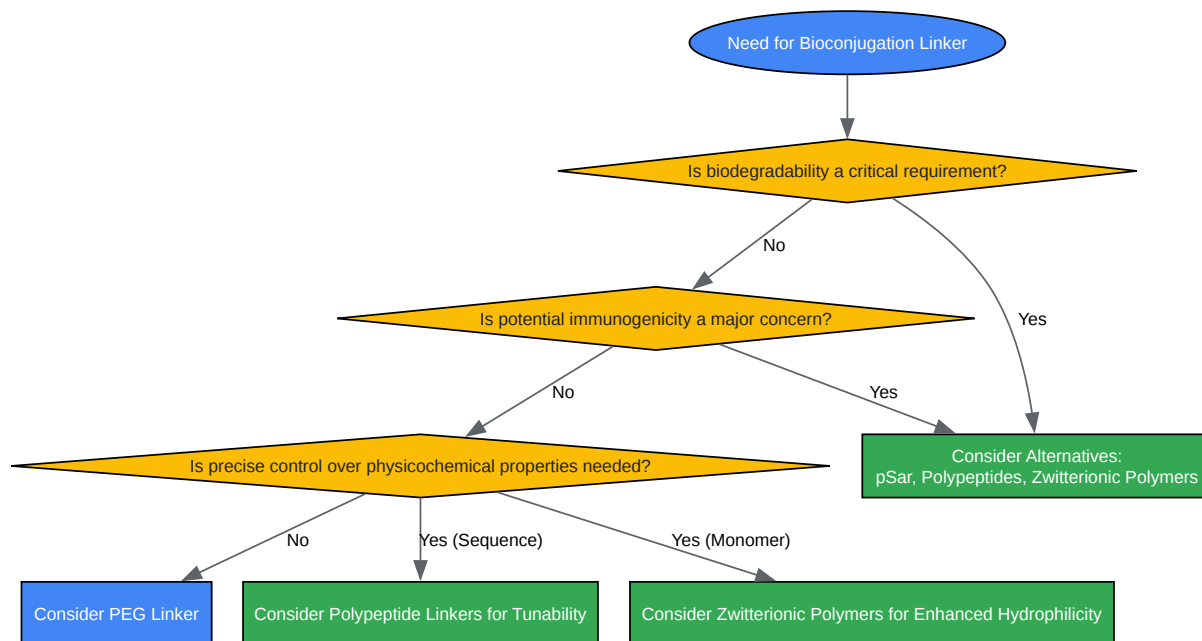 Need for Bioconjugation Linker
Is biodegradability a critical requirement?
No
Is potential immunogenicity a major concern?
Yes
No
Yes
Consider Alternatives:
pSar, Polypeptides, Zwitterionic Polymers
Is precise control over physicochemical properties needed?
No
Yes (Sequence)
Yes (Monomer)
Consider PEG Linker
Consider Polypeptide Linkers for Tunability
Consider Zwitterionic Polymers for Enhanced Hydrophilicity